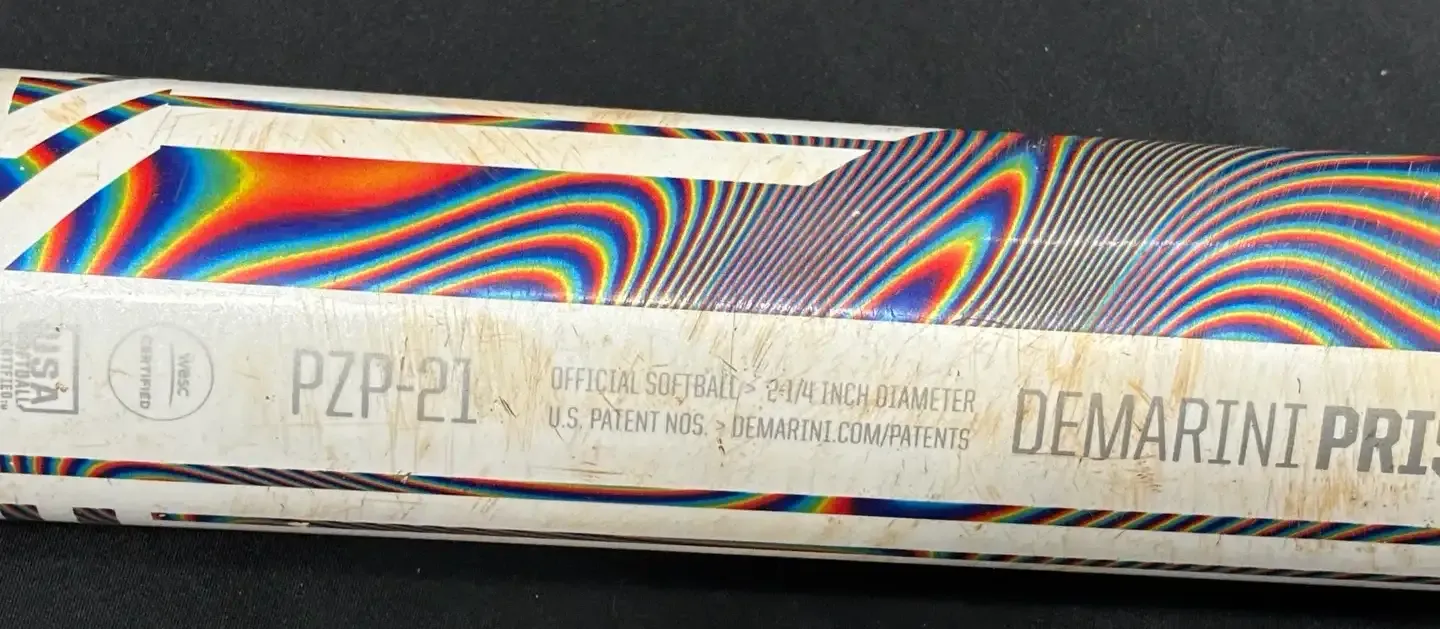 USA
SOFTBALL
CERTIFIED
WBSC
CERTIFIED
PZP-21
OFFICIAL SOFTBALL > 2-1/4 INCH DIAMETER
U.S. PATENT NOS. > DEMARINI.COM/PATENTS
DEMARINI PRIS